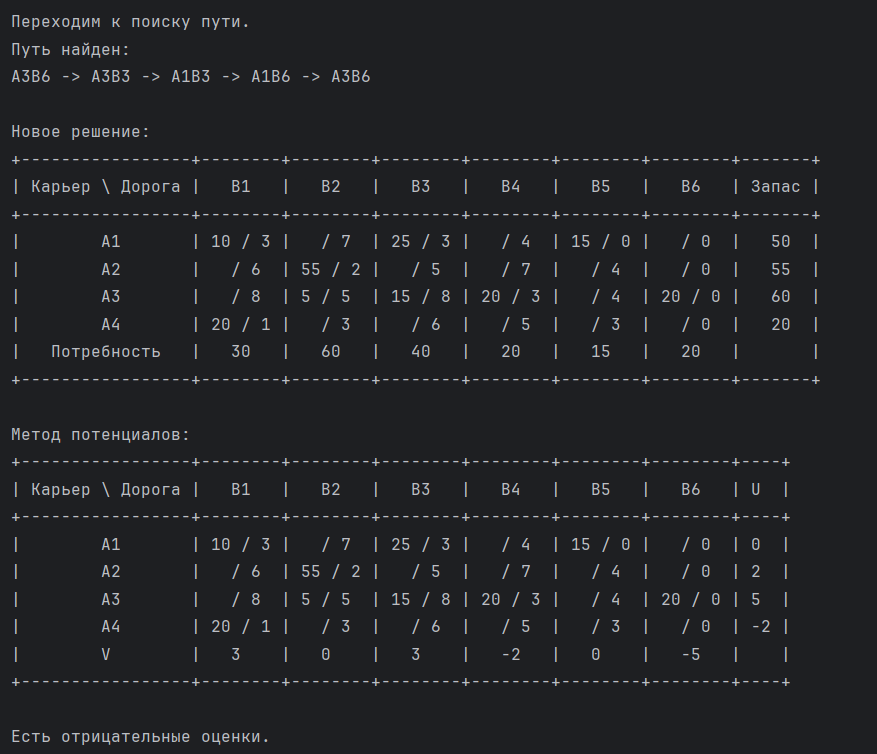 Переходим к поиску пути.
Путь найден:
A3B6 -> A3B3 -> A1B3 -> A1B6 -> A3B6

Новое решение:
+-----------------+--------+--------+--------+--------+--------+--------+-------+
| Карьер \ Дорога |   B1   |   B2   |   B3   |   B4   |   B5   |   B6   | Запас |
+-----------------+--------+--------+--------+--------+--------+--------+-------+
|        A1       | 10 / 3 |   / 7  | 25 / 3 |   / 4  | 15 / 0 |   / 0  |   50  |
|        A2       |   / 6  | 55 / 2 |   / 5  |   / 7  |   / 4  |   / 0  |   55  |
|        A3       |   / 8  | 5 / 5  | 15 / 8 | 20 / 3 |   / 4  | 20 / 0 |   60  |
|        A4       | 20 / 1 |   / 3  |   / 6  |   / 5  |   / 3  |   / 0  |   20  |
|   Потребность   |   30   |   60   |   40   |   20   |   15   |   20   |       |
+-----------------+--------+--------+--------+--------+--------+--------+-------+

Метод потенциалов:
+-----------------+--------+--------+--------+--------+--------+--------+----+
| Карьер \ Дорога |   B1   |   B2   |   B3   |   B4   |   B5   |   B6   | U  |
+-----------------+--------+--------+--------+--------+--------+--------+----+
|        A1       | 10 / 3 |   / 7  | 25 / 3 |   / 4  | 15 / 0 |   / 0  | 0  |
|        A2       |   / 6  | 55 / 2 |   / 5  |   / 7  |   / 4  |   / 0  | 2  |
|        A3       |   / 8  | 5 / 5  | 15 / 8 | 20 / 3 |   / 4  | 20 / 0 | 5  |
|        A4       | 20 / 1 |   / 3  |   / 6  |   / 5  |   / 3  |   / 0  | -2 |
|        V        |   3    |   0    |   3    |   -2   |   0    |   -5   |    |
+-----------------+--------+--------+--------+--------+--------+--------+----+

Есть отрицательные оценки.